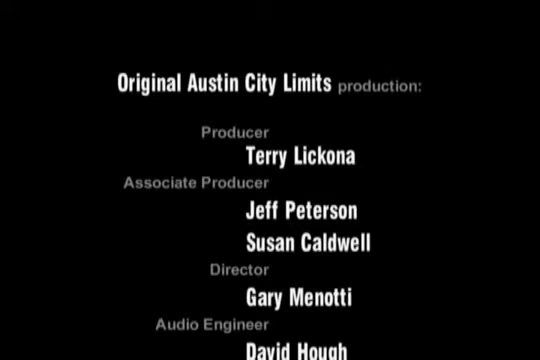 Original Austin City Limits production:
Producer
Terry Lickona
Associate Producer
Jeff Peterson
Susan Caldwell
Director
Gary Menotti
Audio Engineer
David Hough